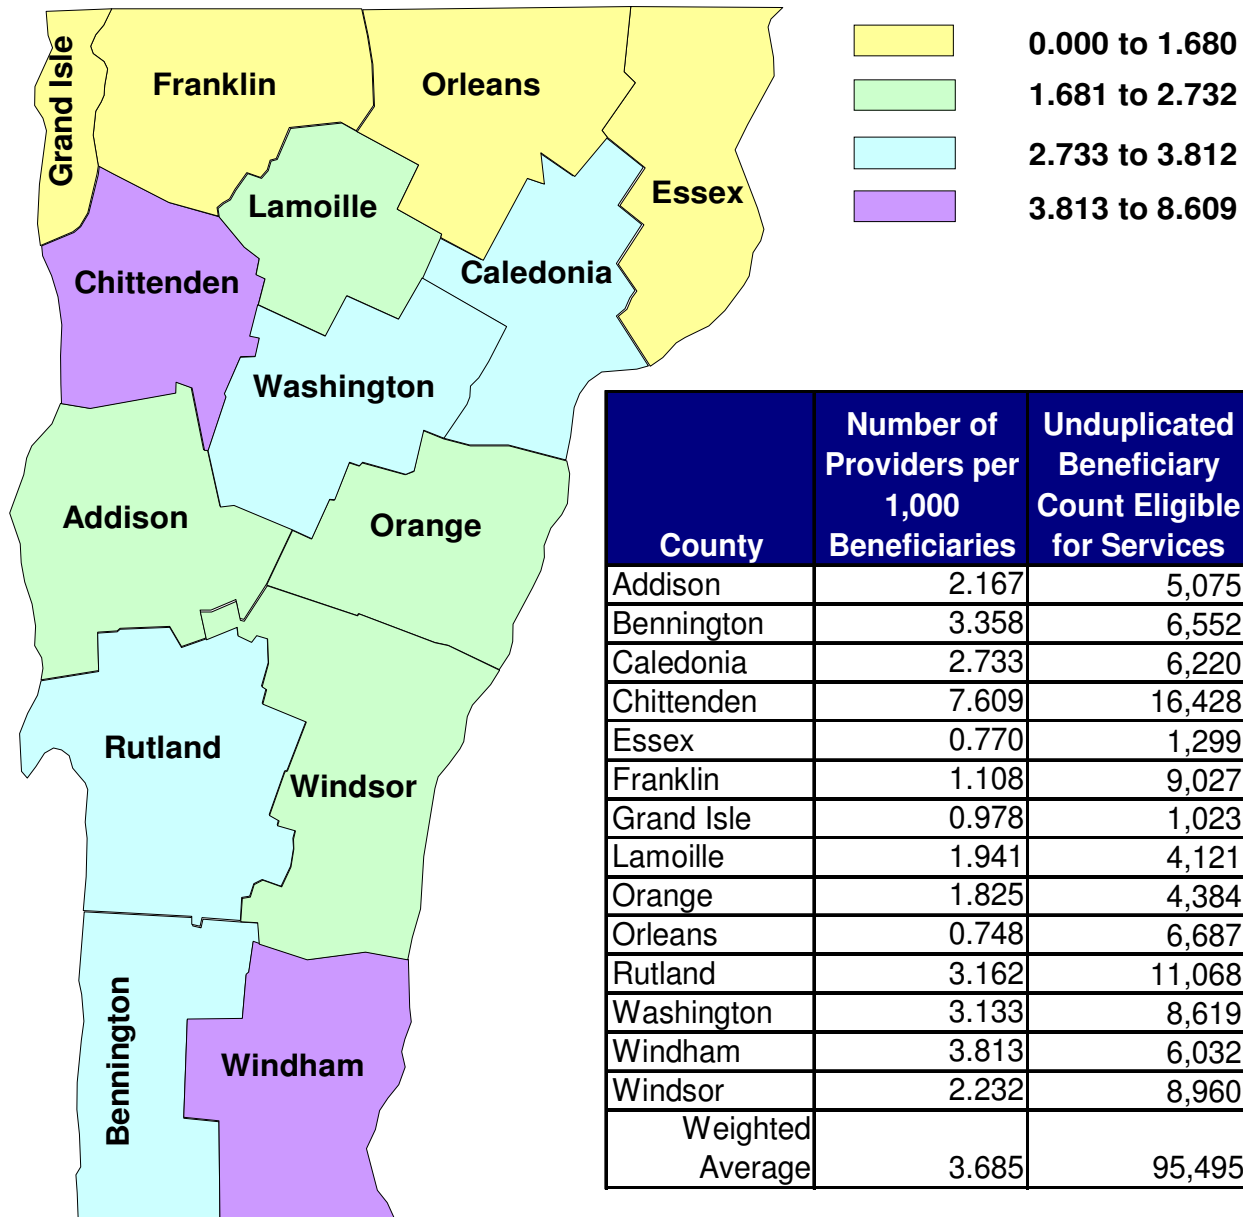 Grand Isle
Franklin
Orleans
Essex
Lamoille
Chittenden
Caledonia
Washington
Addison
Orange
Rutland
Windsor
Bennington
Windham
0.000 to 1.680
1.681 to 2.732
2.733 to 3.812
3.813 to 8.609
County Number of Providers per 1,000 Beneficiaries Unduplicated Beneficiary Count Eligible for Services
Addison 2.167 5,075
Bennington 3.358 6,552
Caledonia 2.733 6,220
Chittenden 7.609 16,428
Essex 0.770 1,299
Franklin 1.108 9,027
Grand Isle 0.978 1,023
Lamoille 1.941 4,121
Orange 1.825 4,384
Orleans 0.748 6,687
Rutland 3.162 11,068
Washington 3.133 8,619
Windham 3.813 6,032
Windsor 2.232 8,960
Weighted
Average 3.685 95,495